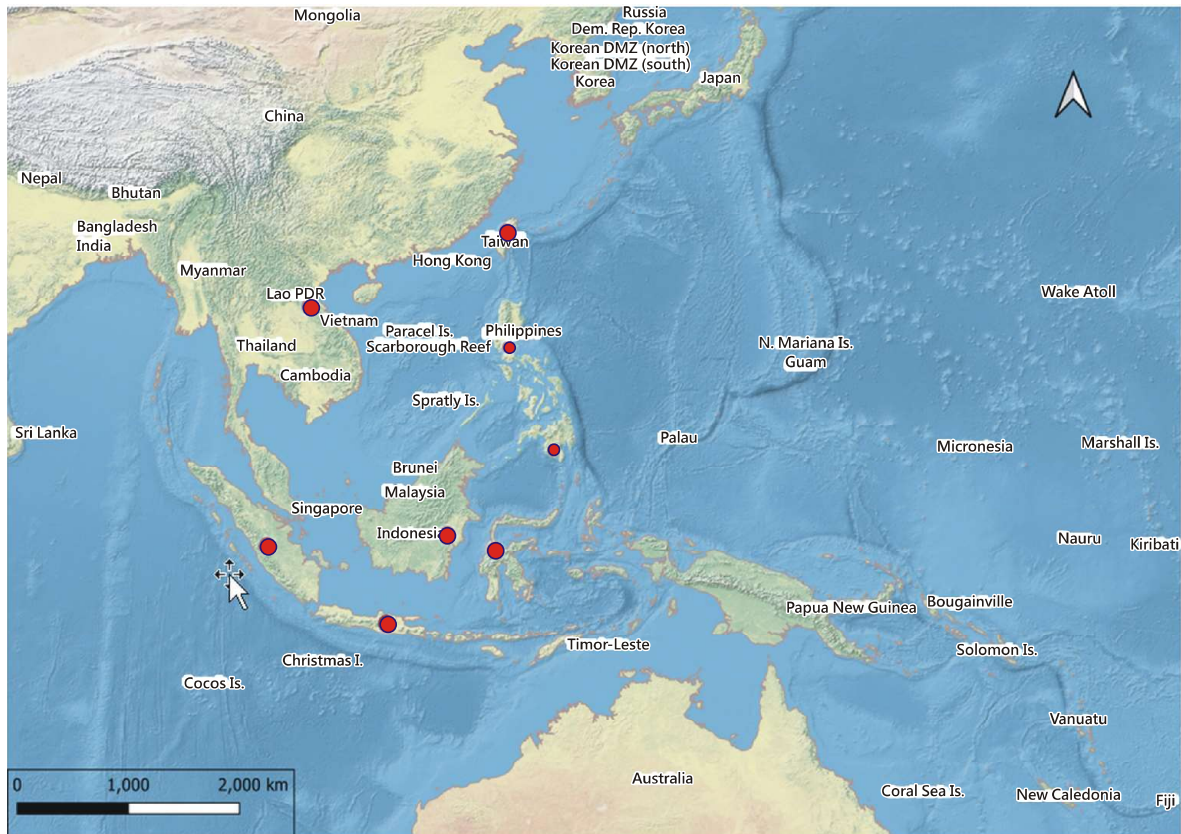 Mongolia
Russia
Dem. Rep. Korea
Korean DMZ (north)
Korean DMZ (south)
Korea
Japan
China
Nepal
Bhutan
Bangladesh
India
Taiwan
Hong Kong
Myanmar
Lao PDR
Wake Atoll
Vietnam
Paracel Is.
Philippines
Thailand
Scarborough Reef
N. Mariana Is.
Guam
Cambodia
Spratly Is.
Sri Lanka
Palau
Micronesia
Marshall Is.
Brunei
Malaysia
Singapore
Indonesia
Nauru
Kiribati
Papua New Guinea
Bougainville
Timor-Leste
Solomon Is.
Christmas I.
Cocos Is.
Vanuatu
Australia
Coral Sea Is.
New Caledonia
Fiji
0 1,000 2,000 km